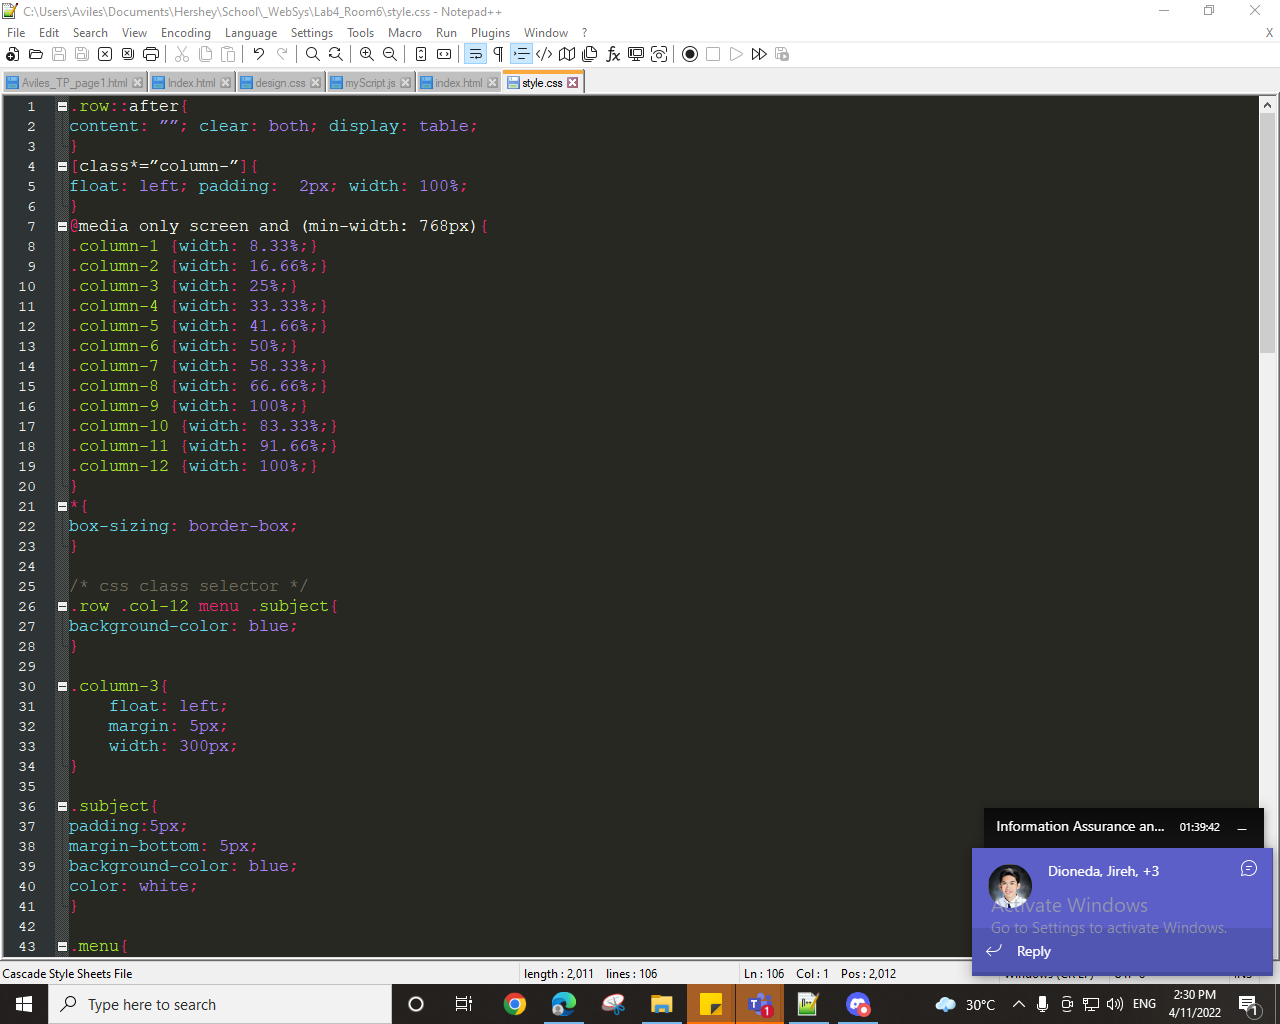 C:\Users\Aviles\Documents\Hershey\School\_WebSys\Lab4_Room6\style.css - Notepad++
File Edit Search View Encoding Language Settings Tools Macro Run Plugins Window ? X
Aviles_TP_page1.html Index.html design.css myScript.js index.html style.css
1 .row::after{
2 content: ””; clear: both; display: table;
3 }
4 [class*=”column-”]{
5 float: left; padding:  2px; width: 100%;
6 }
7 @media only screen and (min-width: 768px){
8 .column-1 {width: 8.33%;}
9 .column-2 {width: 16.66%;}
10 .column-3 {width: 25%;}
11 .column-4 {width: 33.33%;}
12 .column-5 {width: 41.66%;}
13 .column-6 {width: 50%;}
14 .column-7 {width: 58.33%;}
15 .column-8 {width: 66.66%;}
16 .column-9 {width: 100%;}
17 .column-10 {width: 83.33%;}
18 .column-11 {width: 91.66%;}
19 .column-12 {width: 100%;}
20 }
21 *{
22 box-sizing: border-box;
23 }
24
25 /* css class selector */
26 .row .col-12 menu .subject{
27 background-color: blue;
28 }
29
30 .column-3{
31 float: left;
32 margin: 5px;
33 width: 300px;
34 }
35
36 .subject{
37 padding:5px;
38 margin-bottom: 5px;
39 background-color: blue;
40 color: white;
41 }
42
43 .menu{
Information Assurance an... 01:39:42
Dioneda, Jireh, +3
Activate Windows
Go to Settings to activate Windows.
Reply
Cascade Style Sheets File length : 2,011 lines : 106 Ln : 106 Col : 1 Pos : 2,012
Type here to search 1 30°C ENG 2:30 PM
4/11/2022 1